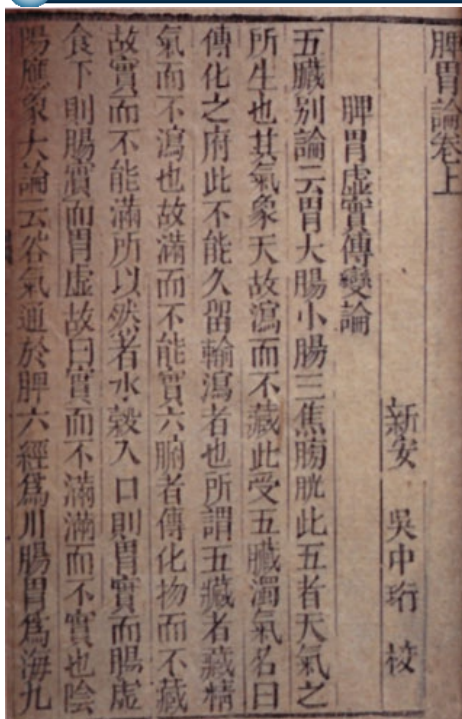 脾胃論卷上
新安 吳中珩 校
脾胃虛實傳變論
五臟別論云胃大腸小腸三焦膀胱此五者天氣之
所生也其氣象天故瀉而不藏此受五臟濁氣名曰
傳化之府此不能久留輸瀉者也所謂五藏者藏精
氣而不瀉也故滿而不能實六腑者傳化物而不藏
故實而不能滿所以然者水穀入口則胃實而腸虛
食下則腸實而胃虛故曰實而不滿滿而不實也陰
陽應象大論云谷氣通於脾六經爲川腸胃爲海九